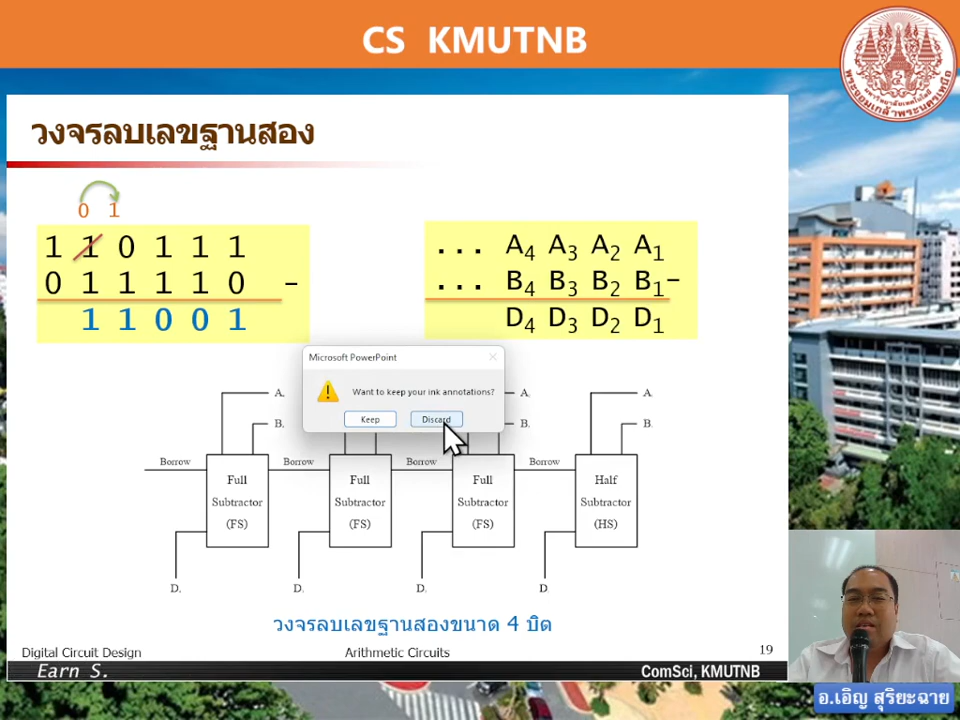 CS KMUTNB
วงจรลบเลขฐานสอง
0 1
1 1 0 1 1 1
0 1 1 1 1 0 -
1 1 0 0 1
... A4 A3 A2 A1
... B4 B3 B2 B1 -
D4 D3 D2 D1
Microsoft PowerPoint
Want to keep your ink annotations?
Keep Discard
A. A. A.
B. B. B.
Borrow Borrow Borrow Borrow
Full Full Full Half
Subtractor Subtractor Subtractor Subtractor
(FS) (FS) (FS) (HS)
D. D. D. D.
วงจรลบเลขฐานสองขนาด 4 บิต
Digital Circuit Design Arithmetic Circuits 19
Earn S. ComSci, KMUTNB
อ.เอิญ สุริยะฉาย